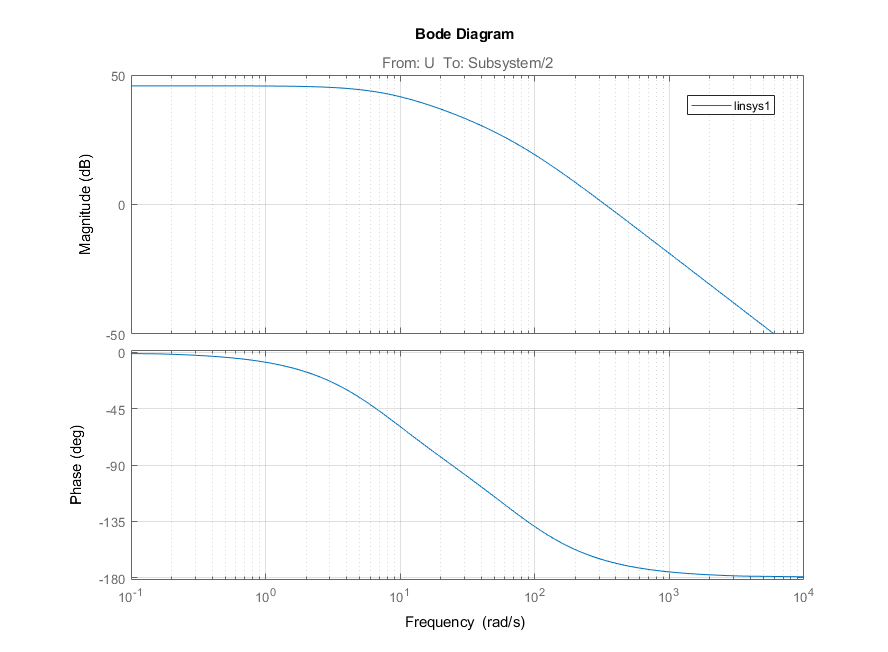 Bode Diagram
From: U To: Subsystem/2
50
0
-50
Magnitude (dB)
linsys1
0
-45
-90
-135
-180
Phase (deg)
10^-1
10^0
10^1
10^2
10^3
10^4
Frequency (rad/s)